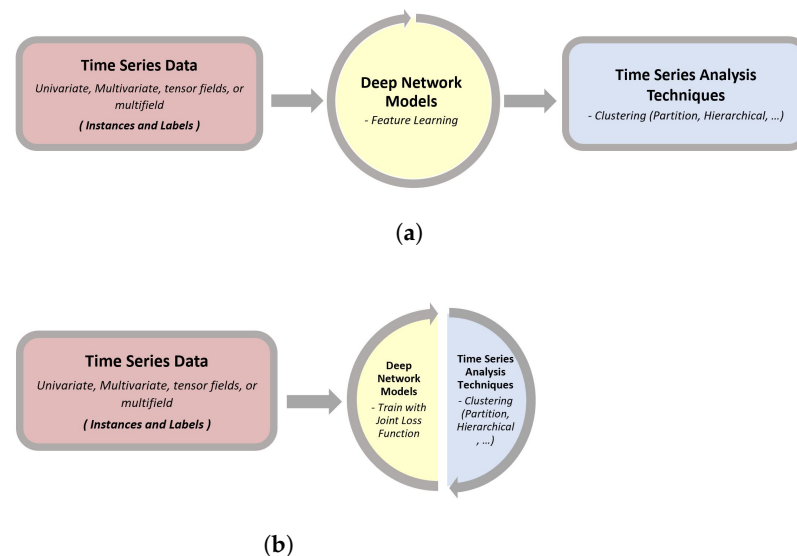 Time Series Data
Univariate, Multivariate, tensor fields, or
multifield
( Instances and Labels )
Deep Network
Models
- Feature Learning
Time Series Analysis
Techniques
- Clustering (Partition, Hierarchical, ...)
(a)
Time Series Data
Univariate, Multivariate, tensor fields, or
multifield
( Instances and Labels )
Deep
Network
Models
- Train with
Joint Loss
Function
Time Series
Analysis
Techniques
- Clustering
(Partition,
Hierarchical
, ...)
(b)